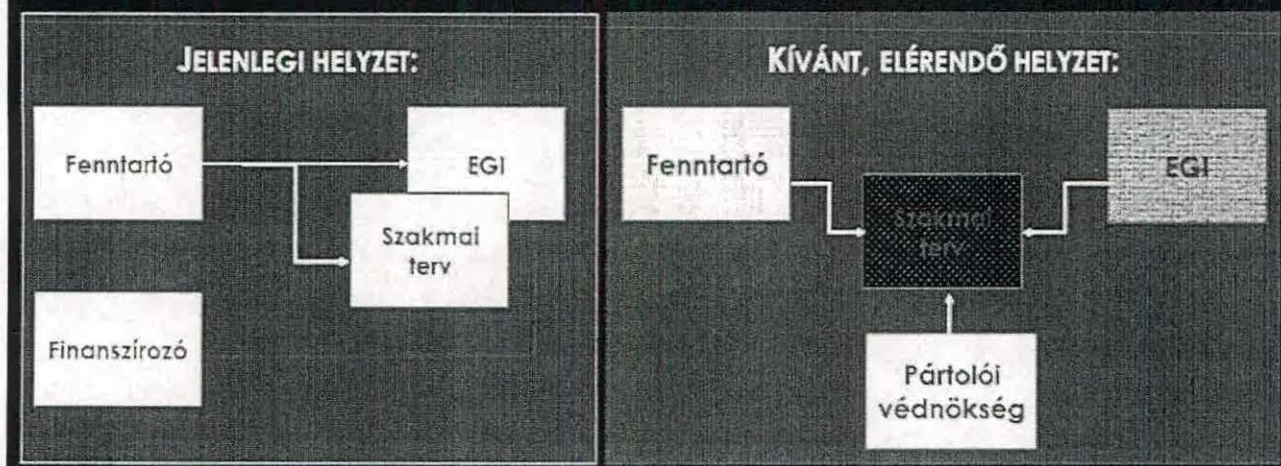 JELENLEGI HELYZET:
Fenntartó
EGI
Szakmai
terv
Finanszírozó
KÍVÁNT, ELÉRENDŐ HELYZET:
Fenntartó
EGI
Szakmai
terv
Pártolói
védnökség